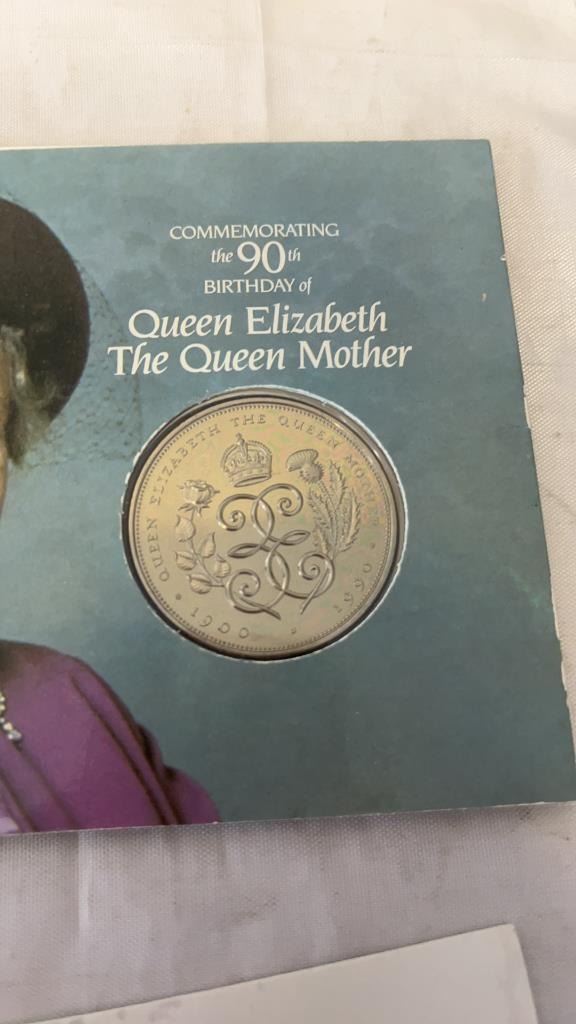 COMMEMORATING
the 90th
BIRTHDAY of
Queen Elizabeth
The Queen Mother
QUEEN ELIZABETH THE QUEEN MOTHER
1900
1990